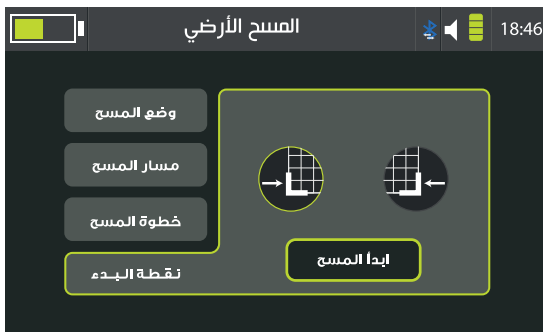 المسح الأرضي
18:46
وضع المسح
مسار المسح
خطوة المسح
نقطة البدء
ابدأ المسح